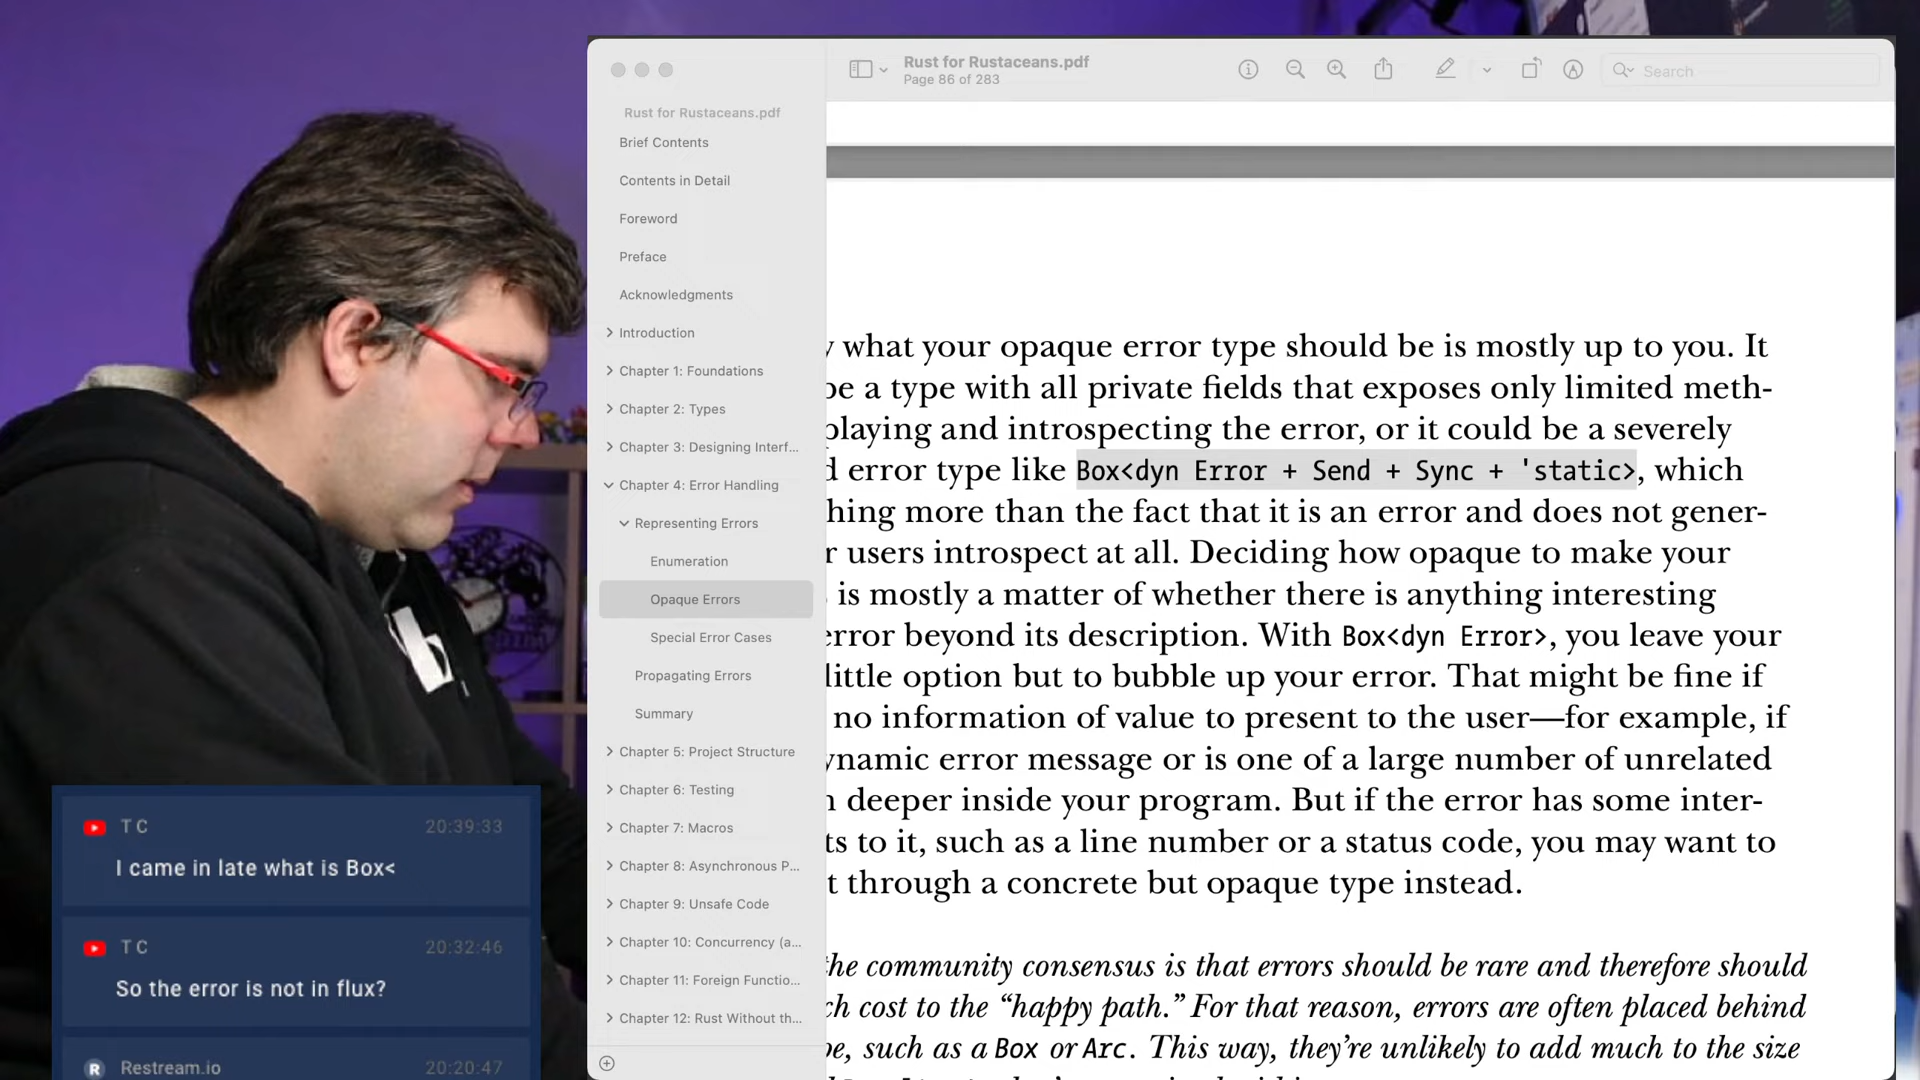 Rust for Rustaceans.pdf
Page 86 of 283
Search
Rust for Rustaceans.pdf
Brief Contents
Contents in Detail
Foreword
Preface
Acknowledgments
Introduction
Chapter 1: Foundations
Chapter 2: Types
Chapter 3: Designing Interf...
Chapter 4: Error Handling
Representing Errors
Enumeration
Opaque Errors
Special Error Cases
Propagating Errors
Summary
Chapter 5: Project Structure
Chapter 6: Testing
Chapter 7: Macros
Chapter 8: Asynchronous P...
Chapter 9: Unsafe Code
Chapter 10: Concurrency (a...
Chapter 11: Foreign Functio...
Chapter 12: Rust Without th...
what your opaque error type should be is mostly up to you. It
be a type with all private fields that exposes only limited meth-
playing and introspecting the error, or it could be a severely
d error type like Box<dyn Error + Send + Sync + 'static>, which
hing more than the fact that it is an error and does not gener-
r users introspect at all. Deciding how opaque to make your
is mostly a matter of whether there is anything interesting
error beyond its description. With Box<dyn Error>, you leave your
little option but to bubble up your error. That might be fine if
no information of value to present to the user—for example, if
ynamic error message or is one of a large number of unrelated
deeper inside your program. But if the error has some inter-
ts to it, such as a line number or a status code, you may want to
t through a concrete but opaque type instead.
the community consensus is that errors should be rare and therefore should
ch cost to the “happy path.” For that reason, errors are often placed behind
pe, such as a Box or Arc. This way, they’re unlikely to add much to the size
T C 20:39:33
I came in late what is Box<
T C 20:32:46
So the error is not in flux?
Restream.io 20:20:47